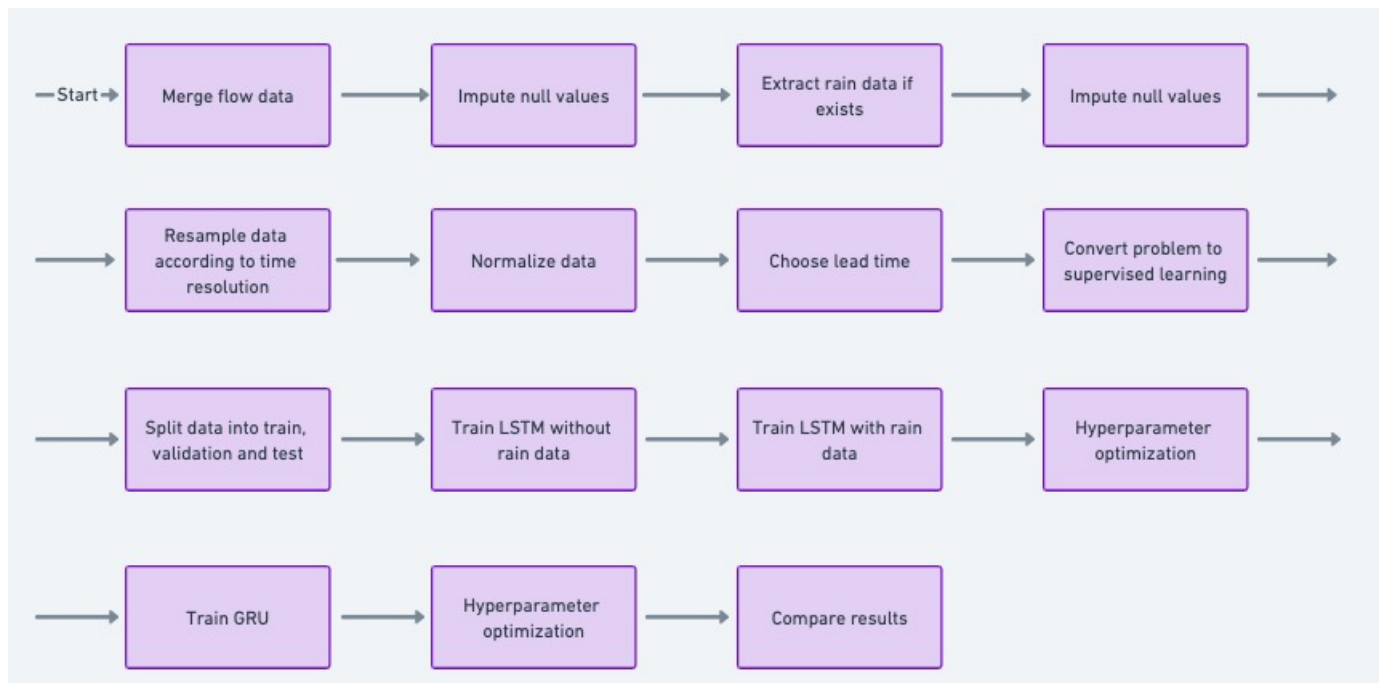 Start
Merge flow data
Impute null values
Extract rain data if
exists
Impute null values
Resample data
according to time
resolution
Normalize data
Choose lead time
Convert problem to
supervised learning
Split data into train,
validation and test
Train LSTM without
rain data
Train LSTM with rain
data
Hyperparameter
optimization
Train GRU
Hyperparameter
optimization
Compare results